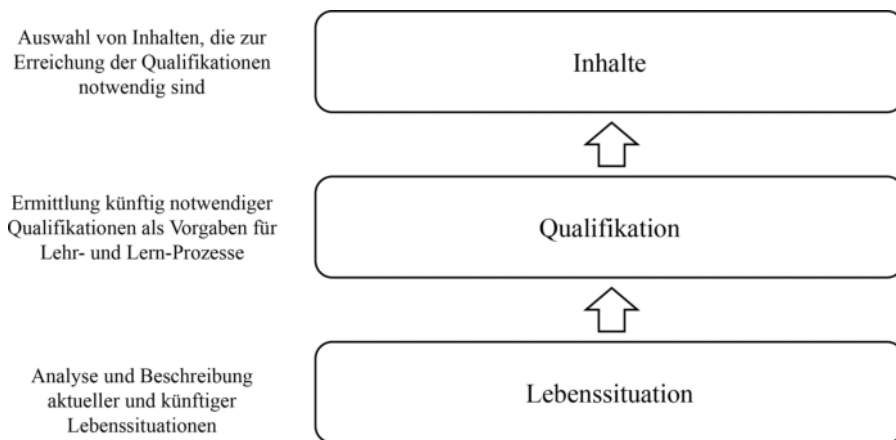 Auswahl von Inhalten, die zur
Erreichung der Qualifikationen
notwendig sind
Inhalte
Ermittlung künftig notwendiger
Qualifikationen als Vorgaben für
Lehr- und Lern-Prozesse
Qualifikation
Analyse und Beschreibung
aktueller und künftiger
Lebenssituationen
Lebenssituation